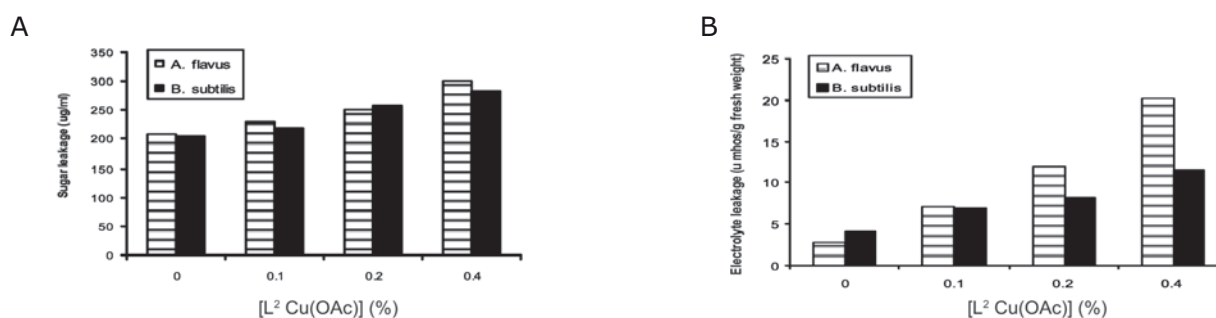 A
B
Sugar leakage (ug/ml)
350
300
250
200
150
100
50
0
A. flavus
B. subtilis
0 0.1 0.2 0.4
[L² Cu(OAc)] (%)
Electrolyte leakage (u mhos/g fresh weight)
25
20
15
10
5
0
A. flavus
B. subtilis
0 0.1 0.2 0.4
[L² Cu(OAc)] (%)